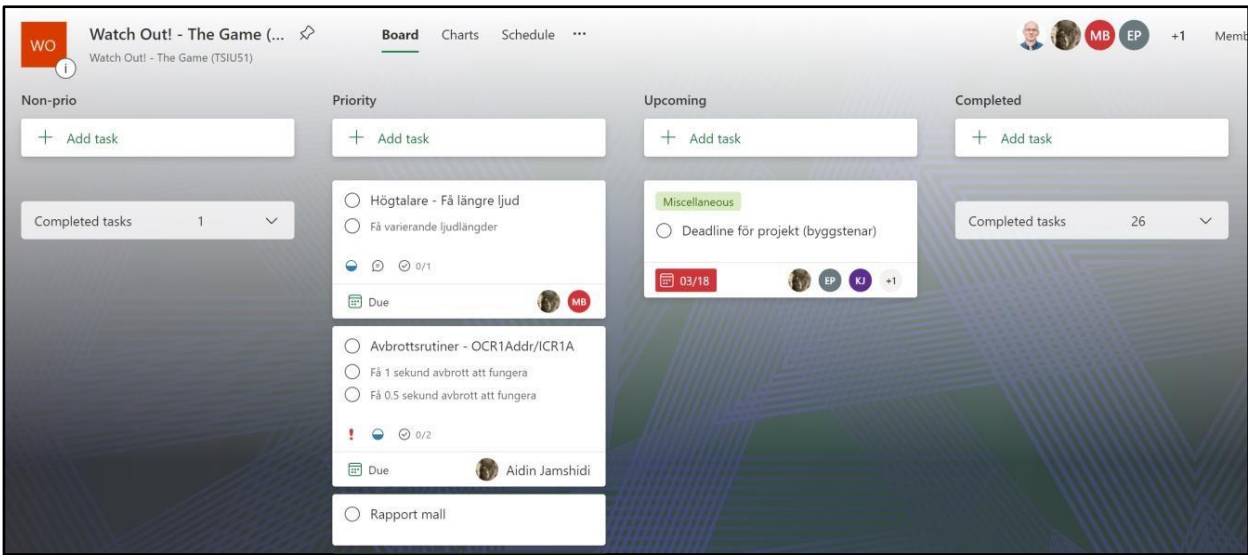 WO
Watch Out! - The Game (...
Watch Out! - The Game (TSIU51)
Board Charts Schedule ...
MB EP +1 Memb
Non-prio
+ Add task
Completed tasks 1
Priority
+ Add task
Högtalare - Få längre ljud
Få varierande ljudlängder
0/1
Due MB
Avbrottsrutiner - OCR1Addr/ICR1A
Få 1 sekund avbrott att fungera
Få 0.5 sekund avbrott att fungera
! 0/2
Due Aidin Jamshidi
Rapport mall
Upcoming
+ Add task
Miscellaneous
Deadline för projekt (byggstenar)
03/18 EP KJ +1
Completed
+ Add task
Completed tasks 26